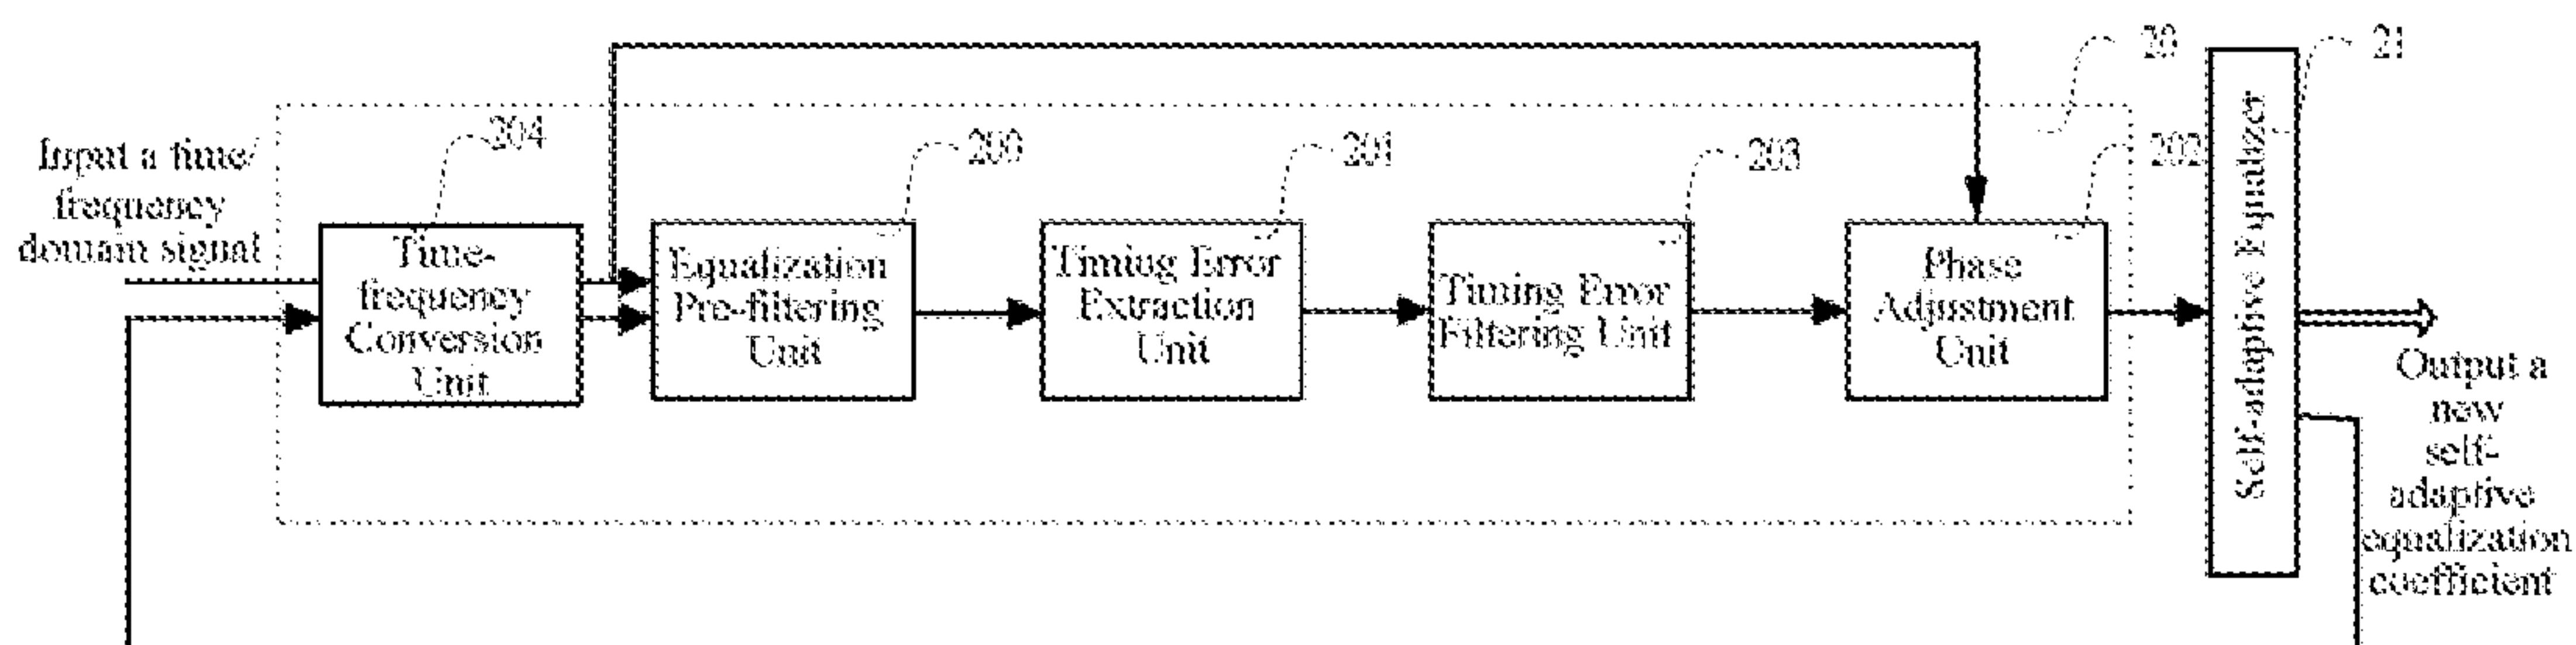 20
21
204
200
201
203
202
Input a time/
frequency
domain signal
Time-
frequency
Conversion
Unit
Equalization
Pre-filtering
Unit
Timing Error
Extraction
Unit
Timing Error
Filtering Unit
Phase
Adjustment
Unit
Self-adaptive Equalizer
Output a
new
self-
adaptive
equalization
coefficient